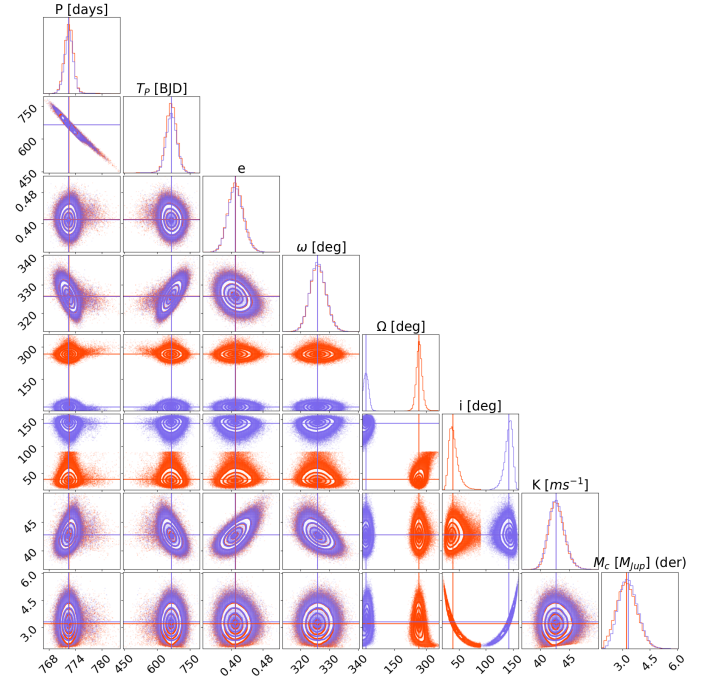 P [days]
T_P [BJD]
750
600
450
e
0.48
0.40
ω [deg]
340
330
320
Ω [deg]
300
150
i [deg]
150
100
50
K [ms⁻¹]
45
40
M_c [M_Jup] (der)
6.0
4.5
3.0
768 774 780 450 600 750 0.40 0.48 320 330 340 150 300 50 100 150 40 45 3.0 4.5 6.0